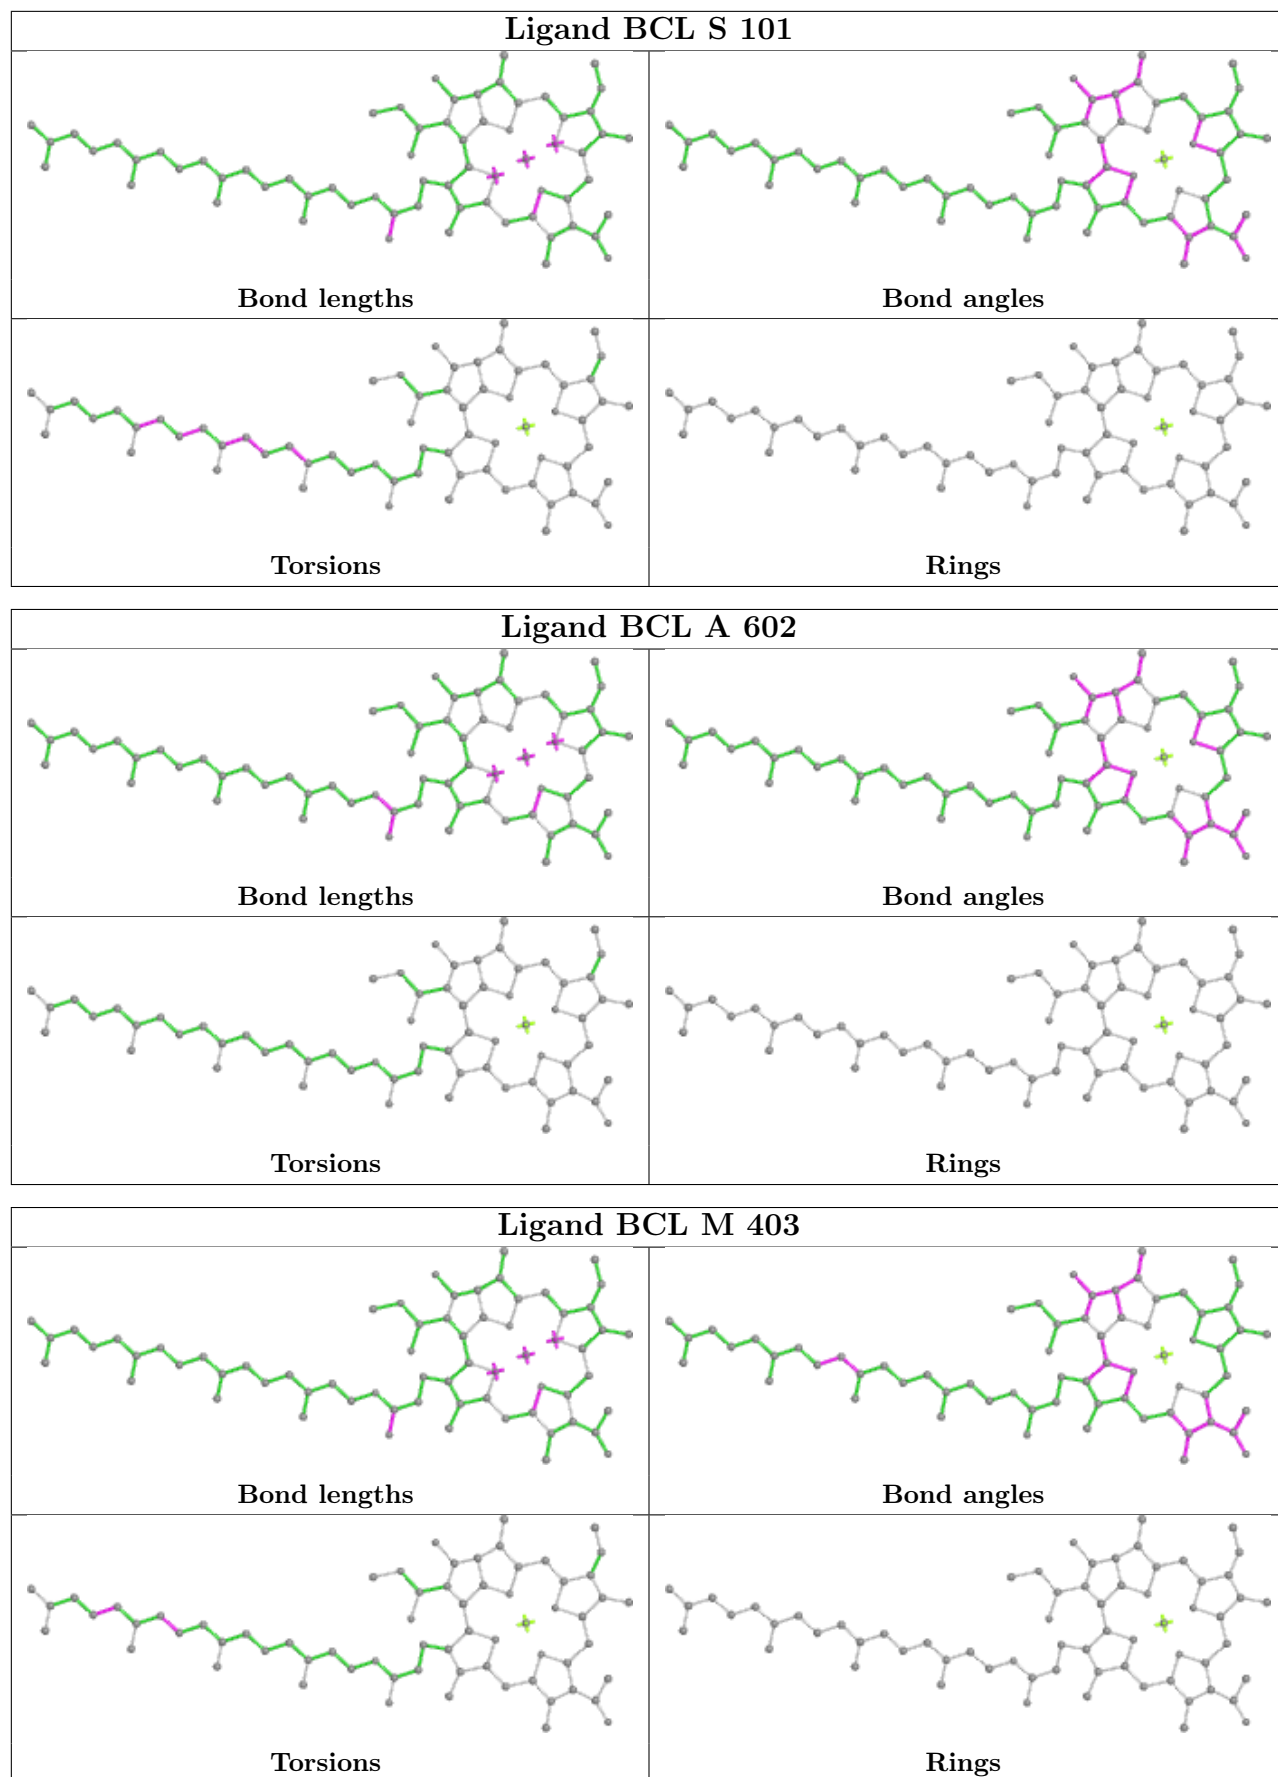 Ligand BCL S 101
Bond lengths
Bond angles
Torsions
Rings
Ligand BCL A 602
Bond lengths
Bond angles
Torsions
Rings
Ligand BCL M 403
Bond lengths
Bond angles
Torsions
Rings